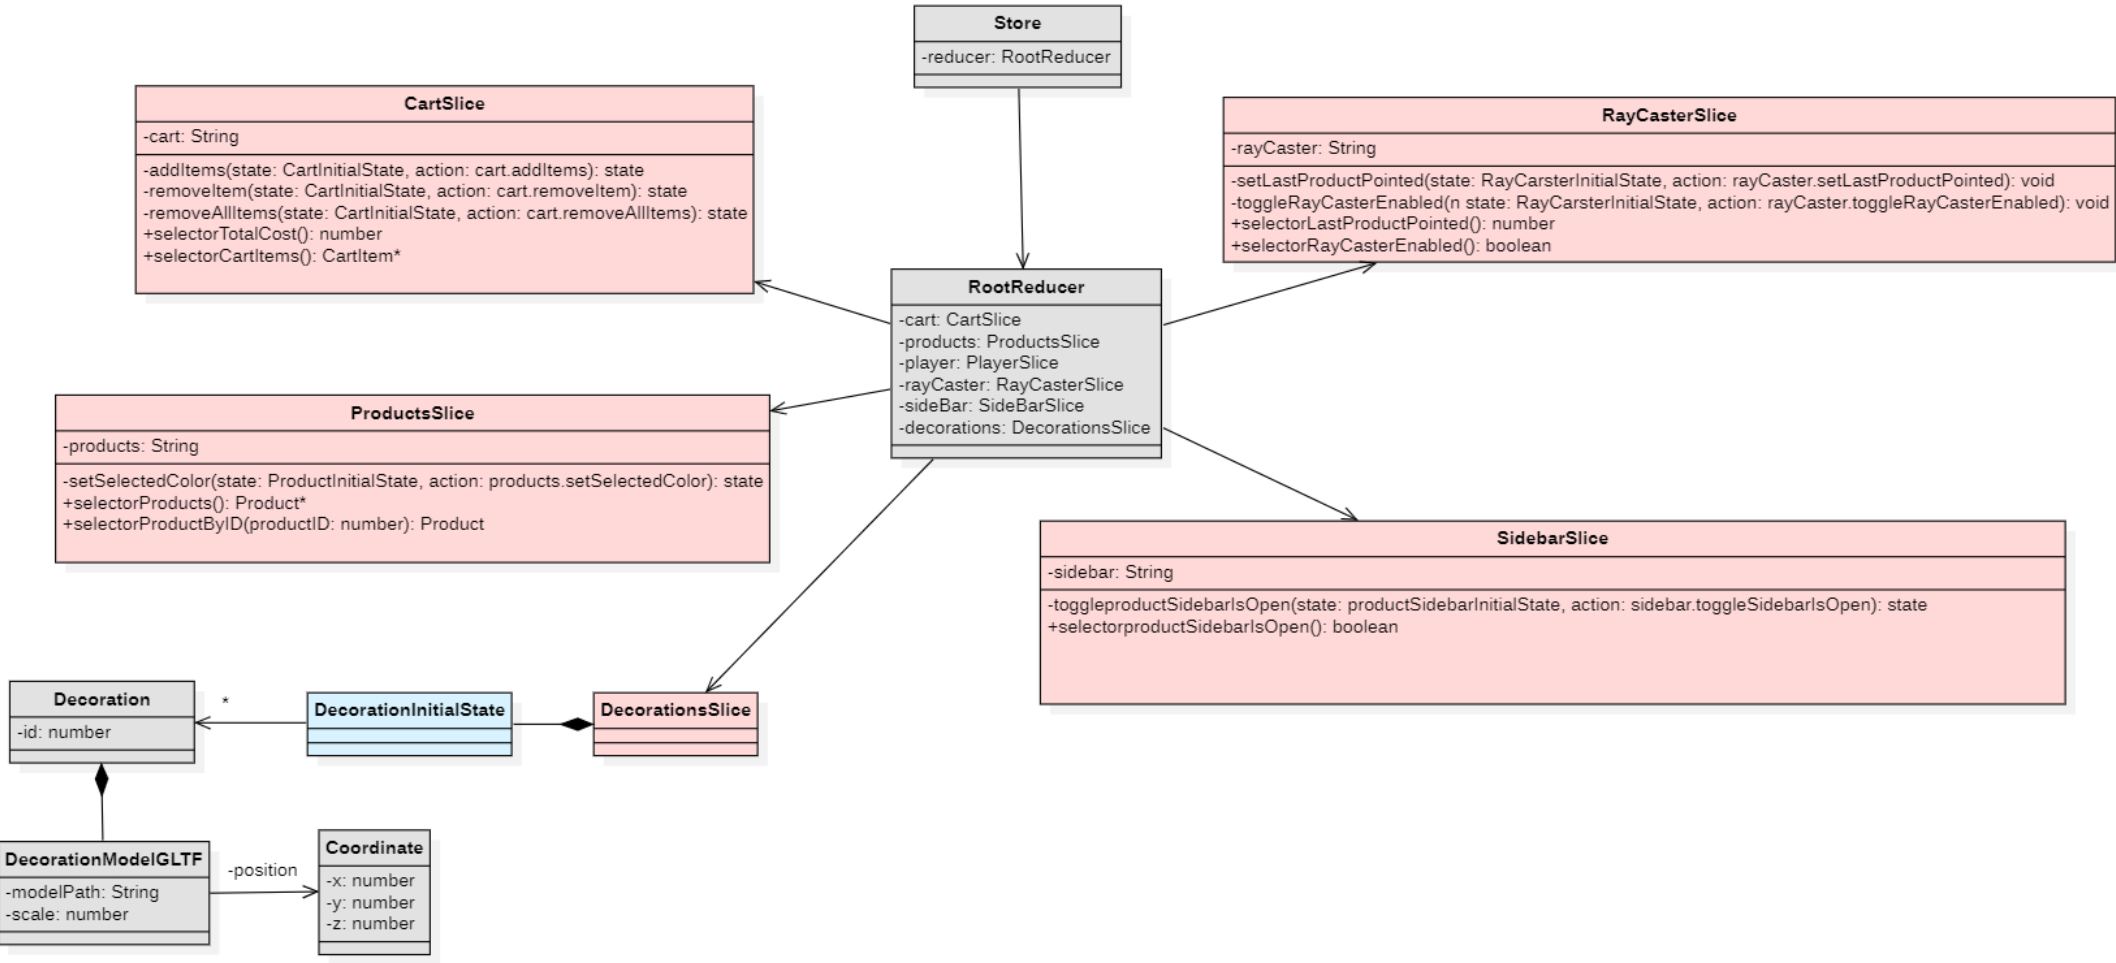 Store
-reducer: RootReducer
CartSlice
-cart: String
-addItems(state: CartInitialState, action: cart.addItems): state
-removeItem(state: CartInitialState, action: cart.removeItem): state
-removeAllItems(state: CartInitialState, action: cart.removeAllItems): state
+selectorTotalCost(): number
+selectorCartItems(): CartItem*
RayCasterSlice
-rayCaster: String
-setLastProductPointed(state: RayCarsterInitialState, action: rayCaster.setLastProductPointed): void
-toggleRayCasterEnabled(n state: RayCarsterInitialState, action: rayCaster.toggleRayCasterEnabled): void
+selectorLastProductPointed(): number
+selectorRayCasterEnabled(): boolean
RootReducer
-cart: CartSlice
-products: ProductsSlice
-player: PlayerSlice
-rayCaster: RayCasterSlice
-sideBar: SideBarSlice
-decorations: DecorationsSlice
ProductsSlice
-products: String
-setSelectedColor(state: ProductInitialState, action: products.setSelectedColor): state
+selectorProducts(): Product*
+selectorProductByID(productID: number): Product
SidebarSlice
-sidebar: String
-toggleproductSidebarIsOpen(state: productSidebarInitialState, action: sidebar.toggleSidebarIsOpen): state
+selectorproductSidebarIsOpen(): boolean
Decoration
-id: number
*
DecorationInitialState
DecorationsSlice
DecorationModelGLTF
-modelPath: String
-scale: number
-position
Coordinate
-x: number
-y: number
-z: number